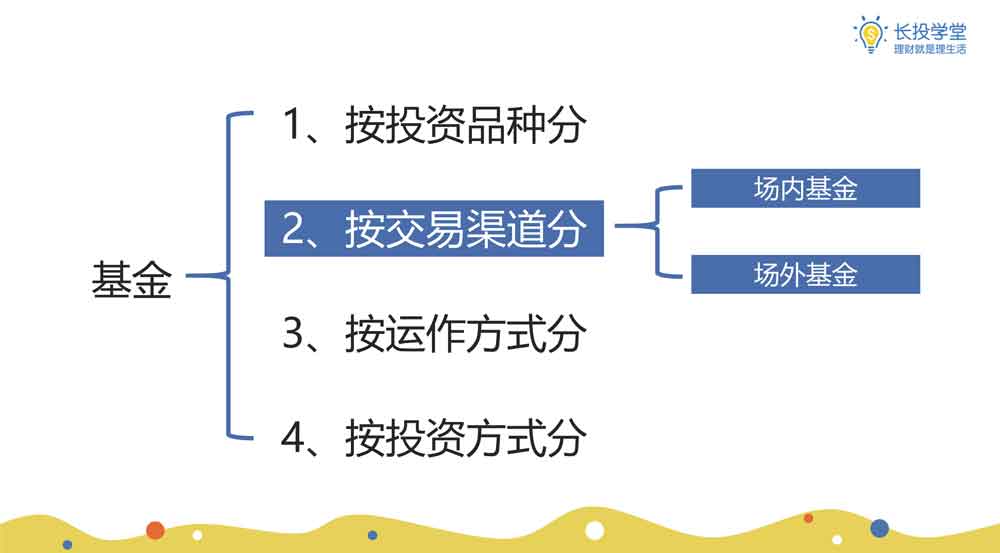 长投学堂
理财就是理生活
1、按投资品种分
场内基金
2、按交易渠道分
场外基金
基金
3、按运作方式分
4、按投资方式分